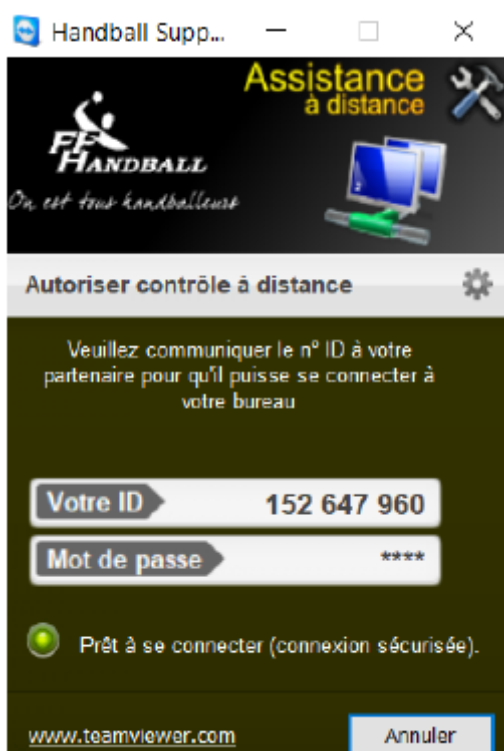 Handball Supp...
Assistance
à distance
FF
HANDBALL
On est tous handballeurs
Autoriser contrôle à distance
Veuillez communiquer le nº ID à votre
partenaire pour qu'il puisse se connecter à
votre bureau
Votre ID 152 647 960
Mot de passe ****
Prêt à se connecter (connexion sécurisée).
www.teamviewer.com Annuler